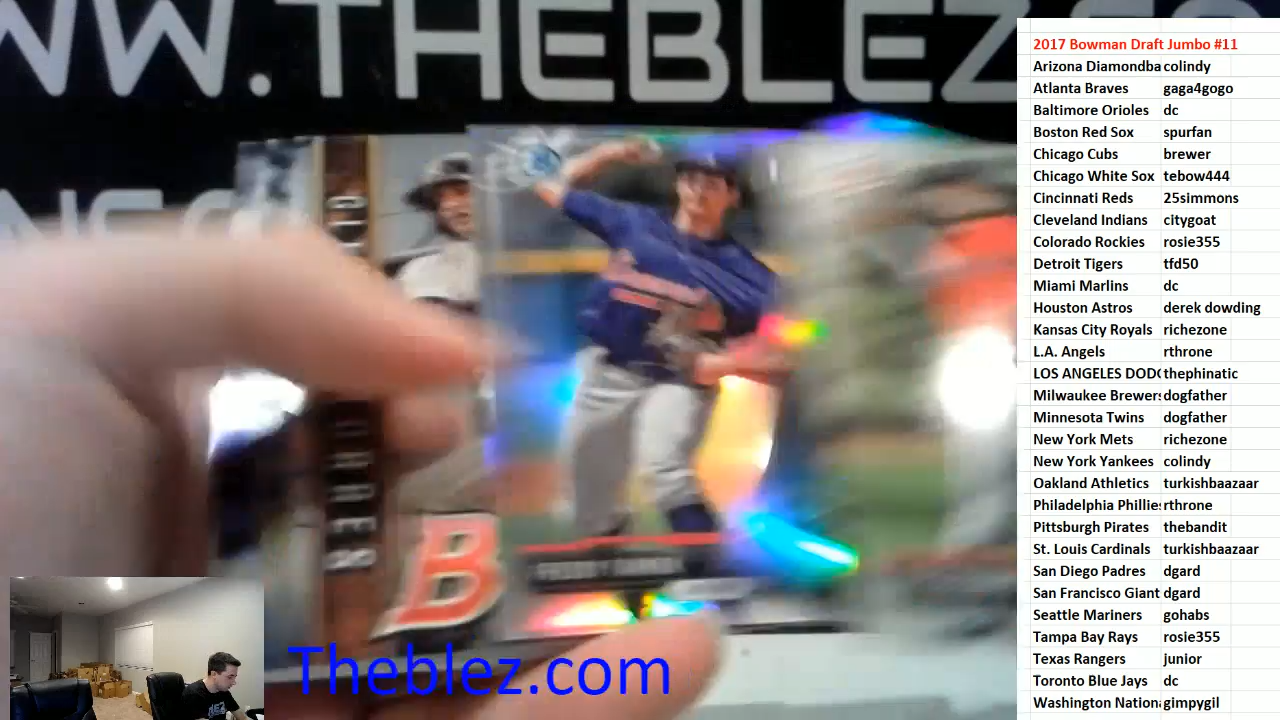 WW.THEBLEZ.CO
2017 Bowman Draft Jumbo #11
Arizona Diamondba colindy
Atlanta Braves gaga4gogo
Baltimore Orioles dc
Boston Red Sox spurfan
Chicago Cubs brewer
Chicago White Sox tebow444
Cincinnati Reds 25simmons
Cleveland Indians citygoat
Colorado Rockies rosie355
Detroit Tigers tfd50
Miami Marlins dc
Houston Astros derek dowding
Kansas City Royals richezone
L.A. Angels rthrone
LOS ANGELES DOD thephinatic
Milwaukee Brewers dogfather
Minnesota Twins dogfather
New York Mets richezone
New York Yankees colindy
Oakland Athletics turkishbaazaar
Philadelphia Phillie rthrone
Pittsburgh Pirates thebandit
St. Louis Cardinals turkishbaazaar
San Diego Padres dgard
San Francisco Giant dgard
Seattle Mariners gohabs
Tampa Bay Rays rosie355
Texas Rangers junior
Toronto Blue Jays dc
Washington Nation gimpygil
B
Theblez.com